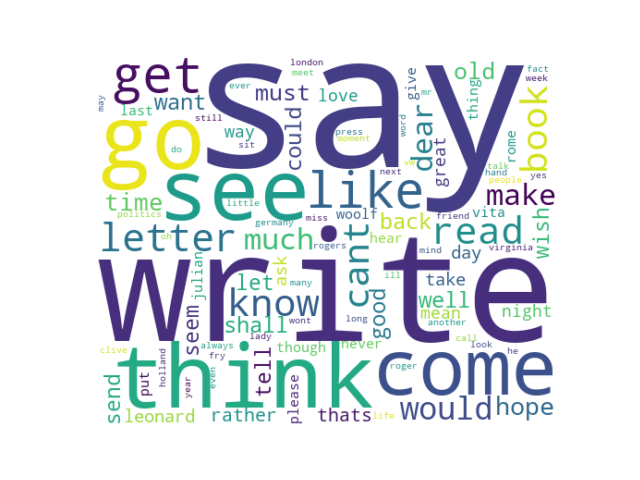 london fact
get say old week
meet mr
ever give thing
may last want must love dear book
still way could press moment word great rome yes
do sit next talk hand people
go see like make
time little woolf vita wish
politics germany miss back friend
oh rogers hear mind virginia
letter much cant read
julian ask many ill day
write
let know take well
seem shall wont long good mean night
another call
lady though never look he
clive always fry tell roger
think come
holland put year even please
send leonard rather thats life would hope
vw